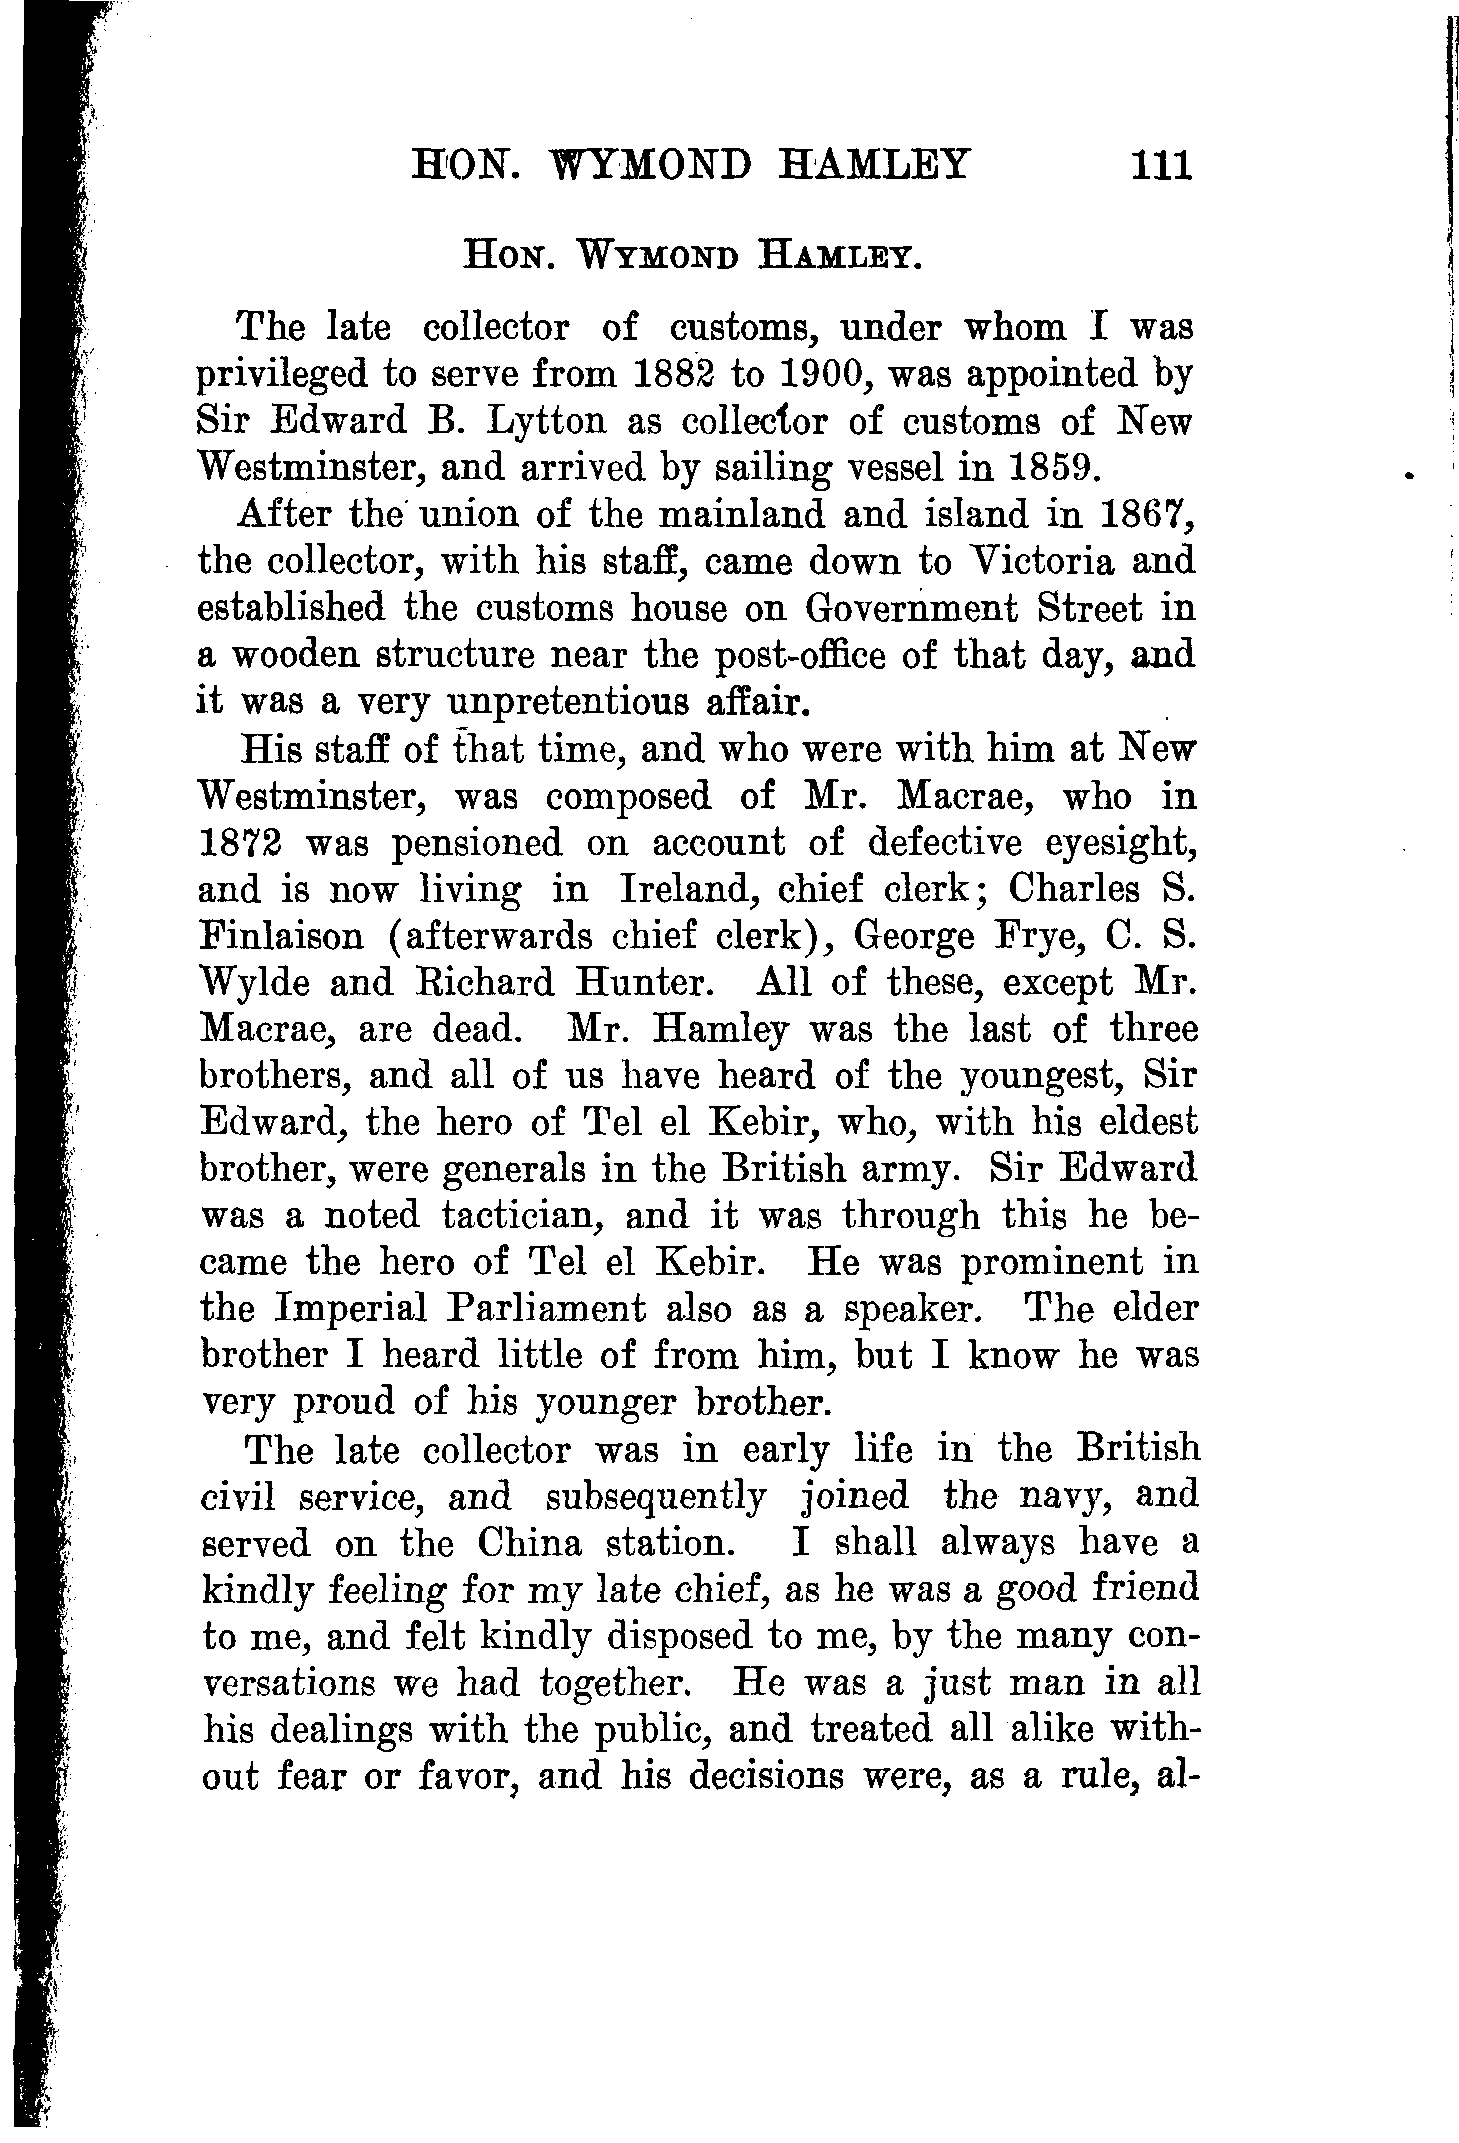 HON. WYMOND HAMLEY 111
HON. WYMOND HAMLEY.
The late collector of customs, under whom I was
privileged to serve from 1882 to 1900, was appointed by
Sir Edward B. Lytton as collector of customs of New
Westminster, and arrived by sailing vessel in 1859.
After the union of the mainland and island in 1867,
the collector, with his staff, came down to Victoria and
established the customs house on Government Street in
a wooden structure near the post-office of that day, and
it was a very unpretentious affair.
His staff of that time, and who were with him at New
Westminster, was composed of Mr. Macrae, who in
1872 was pensioned on account of defective eyesight,
and is now living in Ireland, chief clerk; Charles S.
Finlaison (afterwards chief clerk), George Frye, C. S.
Wylde and Richard Hunter. All of these, except Mr.
Macrae, are dead. Mr. Hamley was the last of three
brothers, and all of us have heard of the youngest, Sir
Edward, the hero of Tel el Kebir, who, with his eldest
brother, were generals in the British army. Sir Edward
was a noted tactician, and it was through this he be-
came the hero of Tel el Kebir. He was prominent in
the Imperial Parliament also as a speaker. The elder
brother I heard little of from him, but I know he was
very proud of his younger brother.
The late collector was in early life in the British
civil service, and subsequently joined the navy, and
served on the China station. I shall always have a
kindly feeling for my late chief, as he was a good friend
to me, and felt kindly disposed to me, by the many con-
versations we had together. He was a just man in all
his dealings with the public, and treated all alike with-
out fear or favor, and his decisions were, as a rule, al-